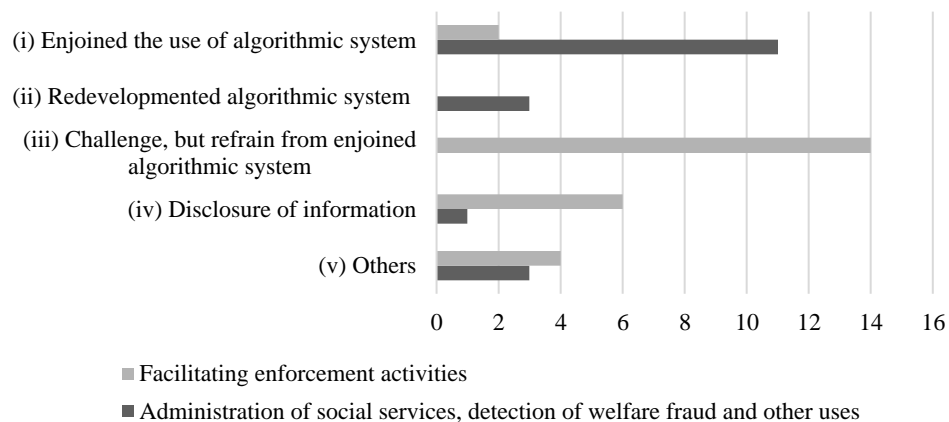 (i) Enjoined the use of algorithmic system
(ii) Redevelopmented algorithmic system
(iii) Challenge, but refrain from enjoined
algorithmic system
(iv) Disclosure of information
(v) Others
0 2 4 6 8 10 12 14 16
Facilitating enforcement activities
Administration of social services, detection of welfare fraud and other uses